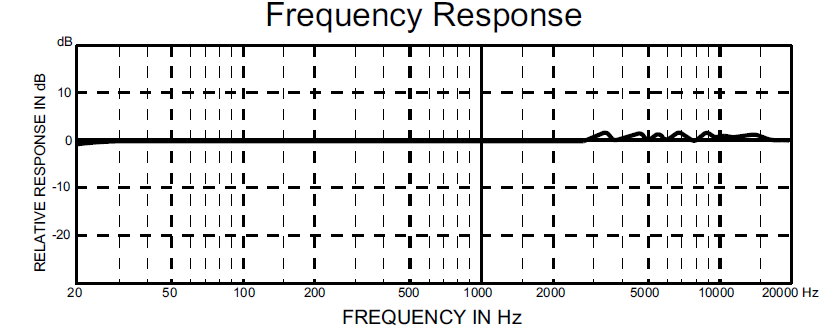 Frequency Response
dB
10
0
-10
-20
RELATIVE RESPONSE IN dB
20 50 100 200 500 1000 2000 5000 10000 20000 Hz
FREQUENCY IN Hz